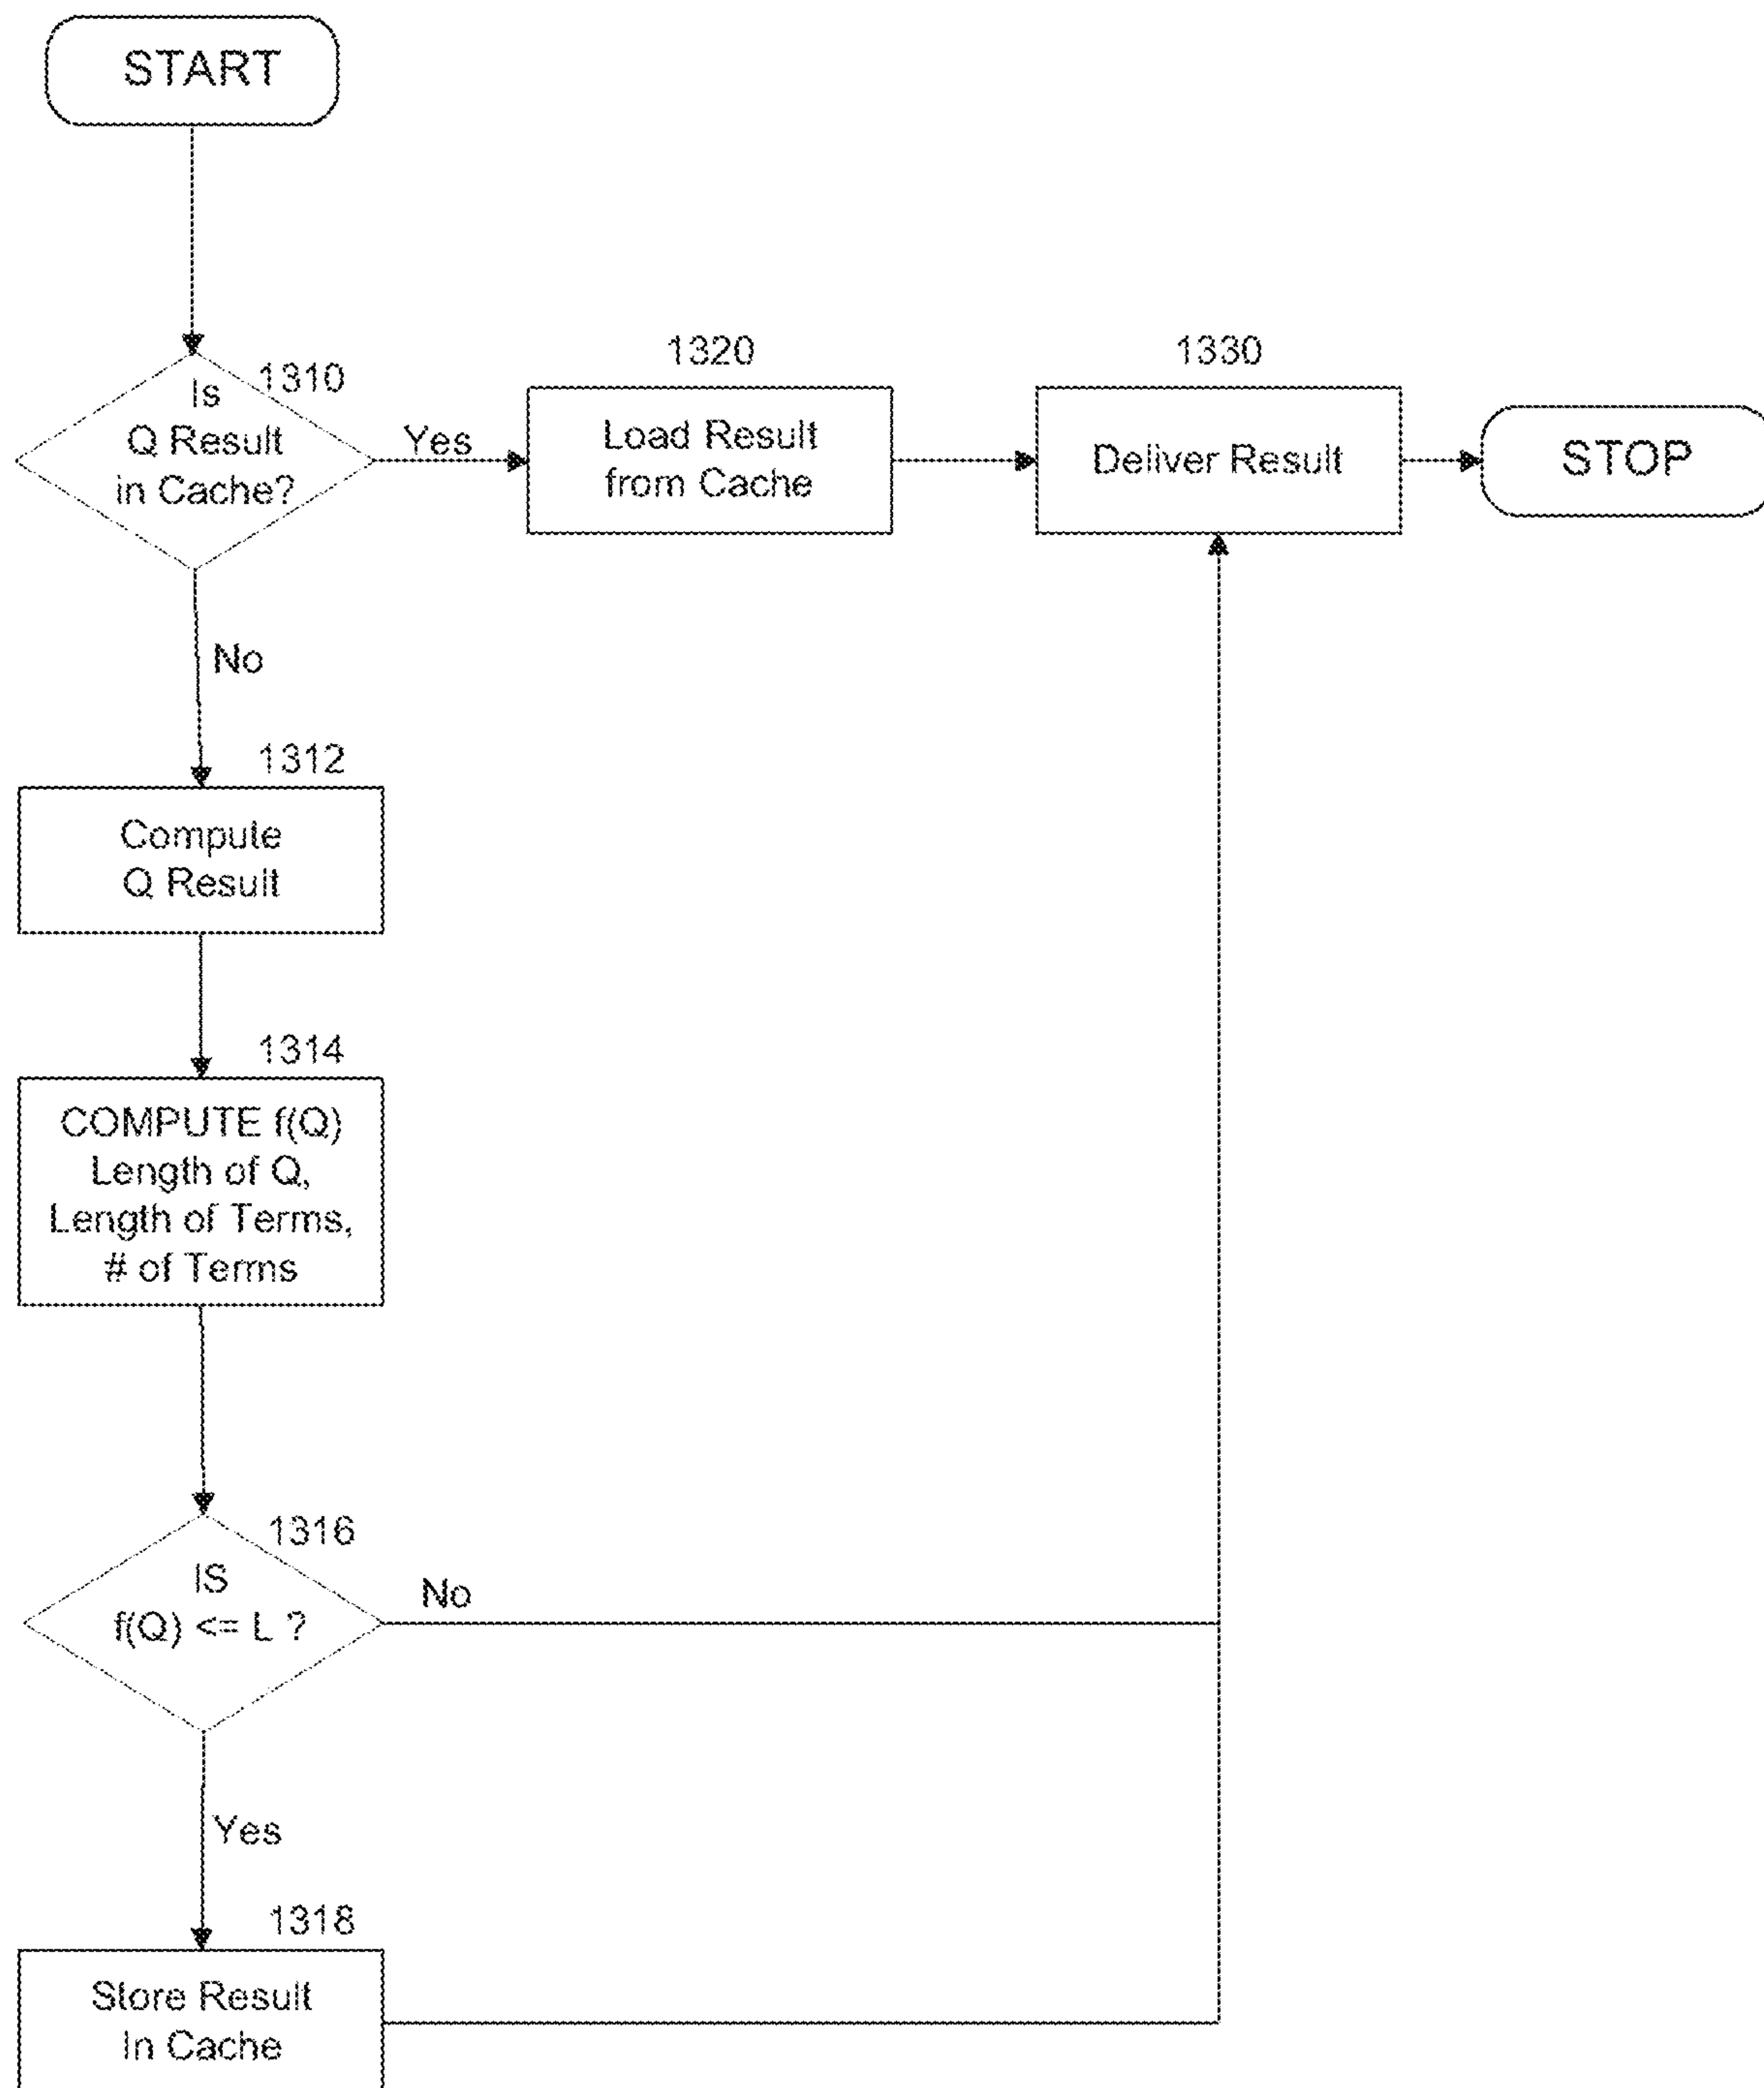 START
1310
Is
Q Result
in Cache?
Yes
1320
Load Result
from Cache
1330
Deliver Result
STOP
No
1312
Compute
Q Result
1314
COMPUTE f(Q)
Length of Q,
Length of Terms,
# of Terms
1316
IS
f(Q) <= L ?
No
Yes
1318
Store Result
In Cache